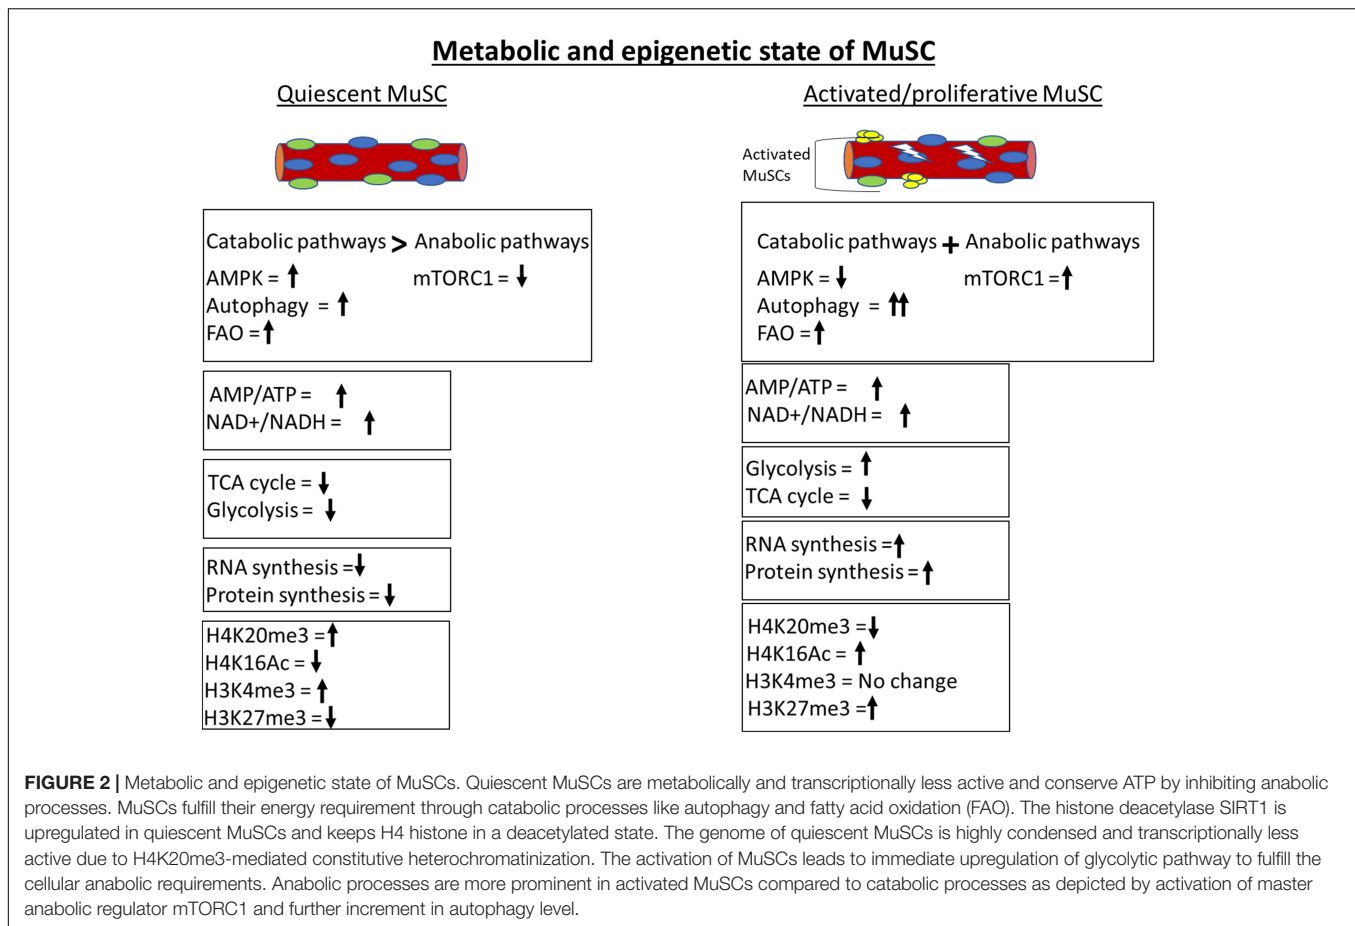 Metabolic and epigenetic state of MuSC
Quiescent MuSC
Catabolic pathways > Anabolic pathways
AMPK = ↑ mTORC1 = ↓
Autophagy = ↑
FAO = ↑
AMP/ATP = ↑
NAD+/NADH = ↑
TCA cycle = ↓
Glycolysis = ↓
RNA synthesis = ↓
Protein synthesis = ↓
H4K20me3 = ↑
H4K16Ac = ↓
H3K4me3 = ↑
H3K27me3 = ↓
Activated/proliferative MuSC
Activated
MuSCs
Catabolic pathways + Anabolic pathways
AMPK = ↓ mTORC1 = ↑
Autophagy = ↑↑
FAO = ↑
AMP/ATP = ↑
NAD+/NADH = ↑
Glycolysis = ↑
TCA cycle = ↓
RNA synthesis = ↑
Protein synthesis = ↑
H4K20me3 = ↓
H4K16Ac = ↑
H3K4me3 = No change
H3K27me3 = ↑
FIGURE 2 | Metabolic and epigenetic state of MuSCs. Quiescent MuSCs are metabolically and transcriptionally less active and conserve ATP by inhibiting anabolic
processes. MuSCs fulfill their energy requirement through catabolic processes like autophagy and fatty acid oxidation (FAO). The histone deacetylase SIRT1 is
upregulated in quiescent MuSCs and keeps H4 histone in a deacetylated state. The genome of quiescent MuSCs is highly condensed and transcriptionally less
active due to H4K20me3-mediated constitutive heterochromatinization. The activation of MuSCs leads to immediate upregulation of glycolytic pathway to fulfill the
cellular anabolic requirements. Anabolic processes are more prominent in activated MuSCs compared to catabolic processes as depicted by activation of master
anabolic regulator mTORC1 and further increment in autophagy level.